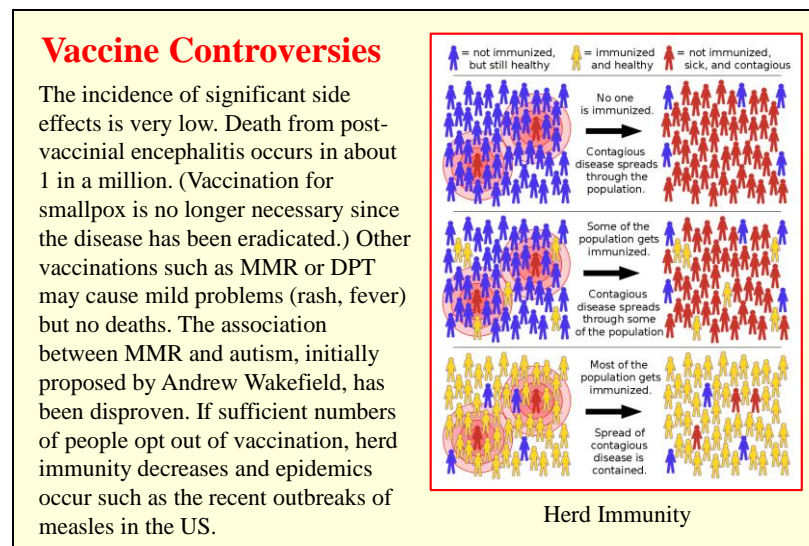 Vaccine Controversies
The incidence of significant side
effects is very low. Death from post-
vaccinial encephalitis occurs in about
1 in a million. (Vaccination for
smallpox is no longer necessary since
the disease has been eradicated.) Other
vaccinations such as MMR or DPT
may cause mild problems (rash, fever)
but no deaths. The association
between MMR and autism, initially
proposed by Andrew Wakefield, has
been disproven. If sufficient numbers
of people opt out of vaccination, herd
immunity decreases and epidemics
occur such as the recent outbreaks of
measles in the US.
= not immunized,
but still healthy
= immunized
and healthy
= not immunized,
sick, and contagious
No one
is immunized.
Contagious
disease spreads
through the
population.
Some of the
population gets
immunized.
Contagious
disease spreads
through some
of the population
Most of the
population gets
immunized.
Spread of
contagious
disease is
contained.
Herd Immunity